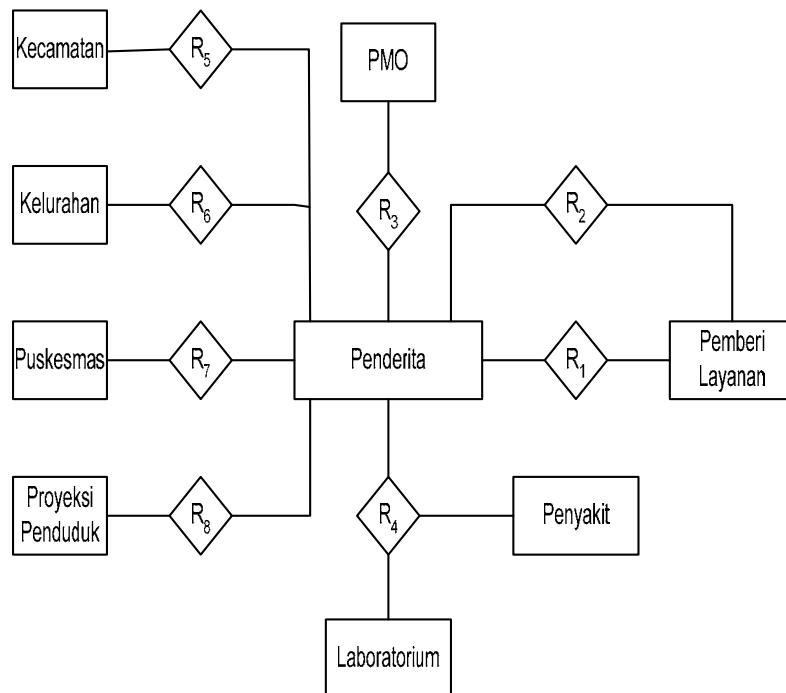 Kecamatan
R5
PMO
Kelurahan
R6
R3
R2
Puskesmas
R7
Penderita
R1
Pemberi
Layanan
Proyeksi
Penduduk
R8
R4
Penyakit
Laboratorium